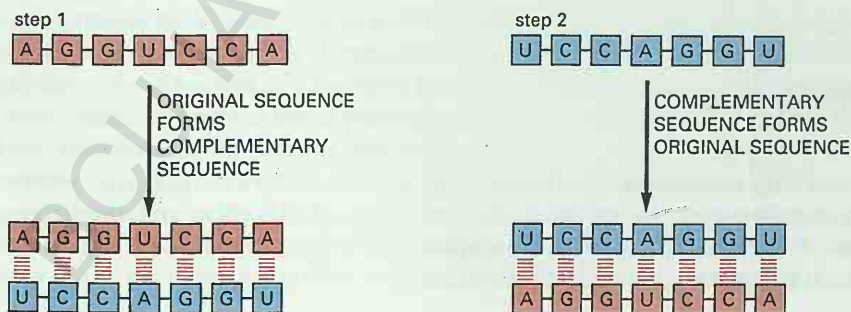 step 1
A G G U C C A
ORIGINAL SEQUENCE
FORMS
COMPLEMENTARY
SEQUENCE
A G G U C C A
U C C A G G U
step 2
U C C A G G U
COMPLEMENTARY
SEQUENCE FORMS
ORIGINAL SEQUENCE
U C C A G G U
A G G U C C A